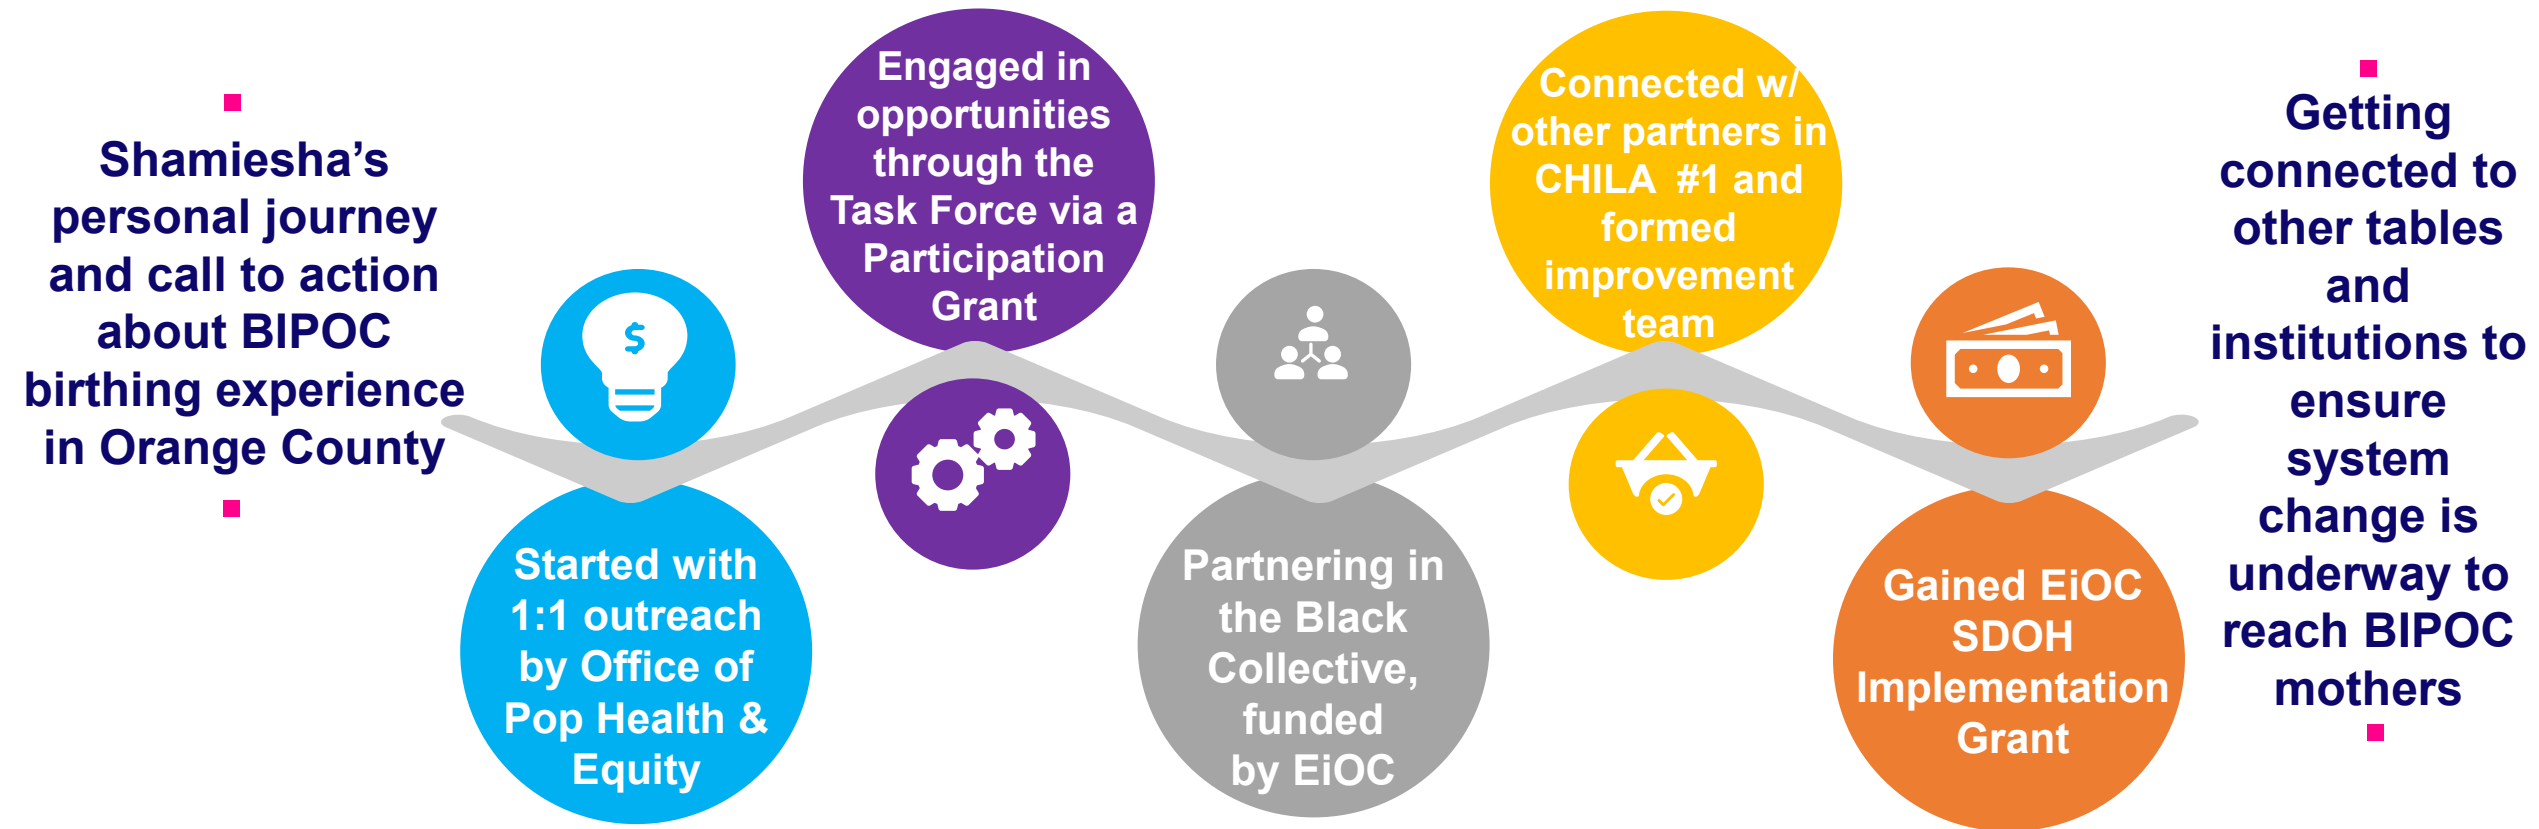 Shamiesha’s
personal journey
and call to action
about BIPOC
birthing experience
in Orange County
$
Started with
1:1 outreach
by Office of
Pop Health &
Equity
Engaged in
opportunities
through the
Task Force via a
Participation
Grant
Partnering in
the Black
Collective,
funded
by EiOC
Connected w/
other partners in
CHILA  #1 and
formed
improvement
team
Gained EiOC
SDOH
Implementation
Grant
Getting
connected to
other tables
and
institutions to
ensure
system
change is
underway to
reach BIPOC
mothers